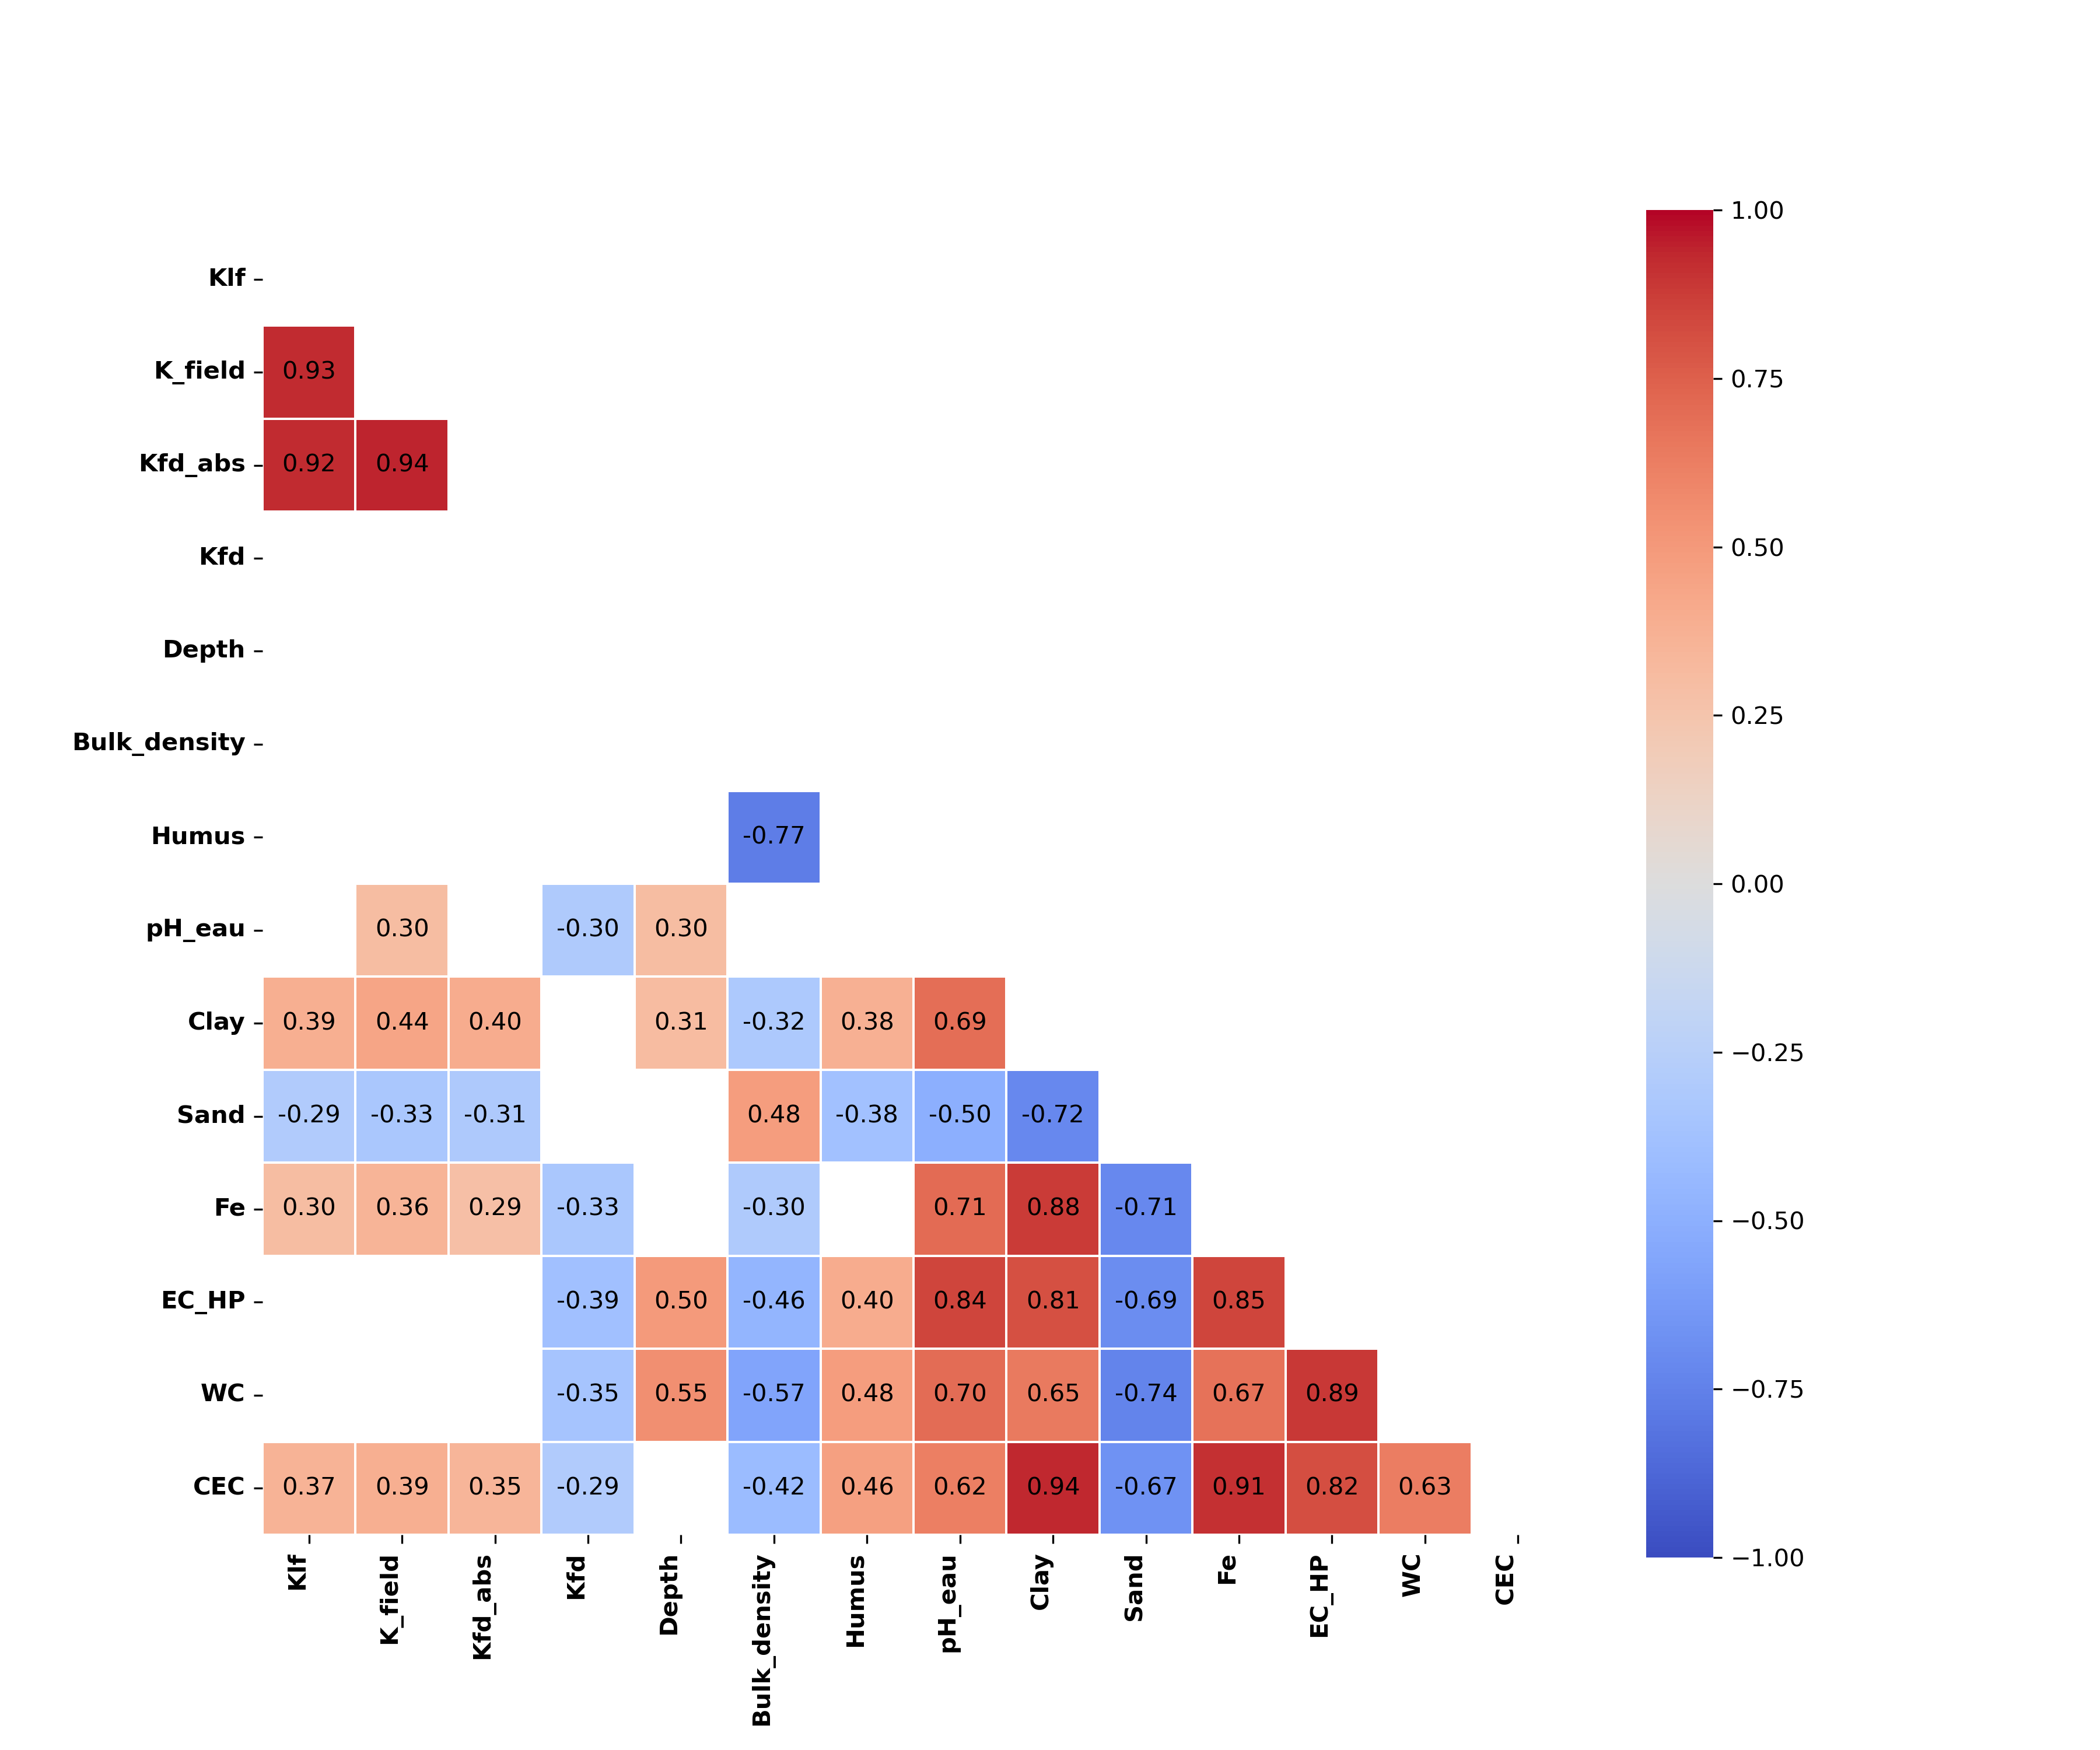 1.00
Klf
K_field 0.93 0.75
Kfd_abs 0.92 0.94
Kfd 0.50
Depth
Bulk_density 0.25
Humus -0.77
0.00
pH_eau 0.30 -0.30 0.30
Clay 0.39 0.44 0.40 0.31 -0.32 0.38 0.69
−0.25
Sand -0.29 -0.33 -0.31 0.48 -0.38 -0.50 -0.72
Fe 0.30 0.36 0.29 -0.33 -0.30 0.71 0.88 -0.71
−0.50
EC_HP -0.39 0.50 -0.46 0.40 0.84 0.81 -0.69 0.85
WC -0.35 0.55 -0.57 0.48 0.70 0.65 -0.74 0.67 0.89
−0.75
CEC 0.37 0.39 0.35 -0.29 -0.42 0.46 0.62 0.94 -0.67 0.91 0.82 0.63
−1.00
Klf K_field Kfd_abs Kfd Depth Bulk_density Humus pH_eau Clay Sand Fe EC_HP WC CEC